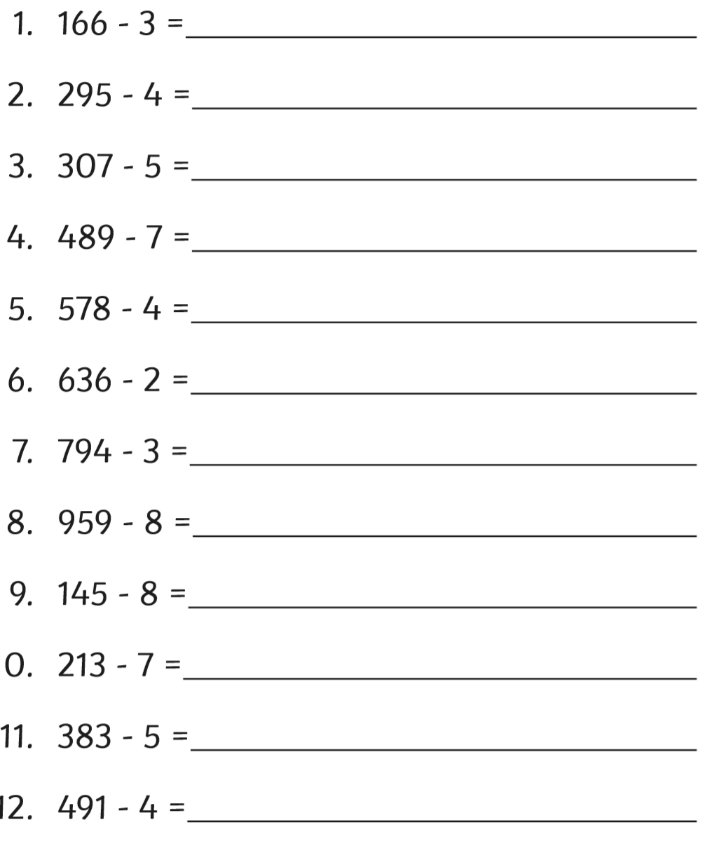 1. 166 - 3 =
2. 295 - 4 =
3. 307 - 5 =
4. 489 - 7 =
5. 578 - 4 =
6. 636 - 2 =
7. 794 - 3 =
8. 959 - 8 =
9. 145 - 8 =
0. 213 - 7 =
11. 383 - 5 =
12. 491 - 4 =